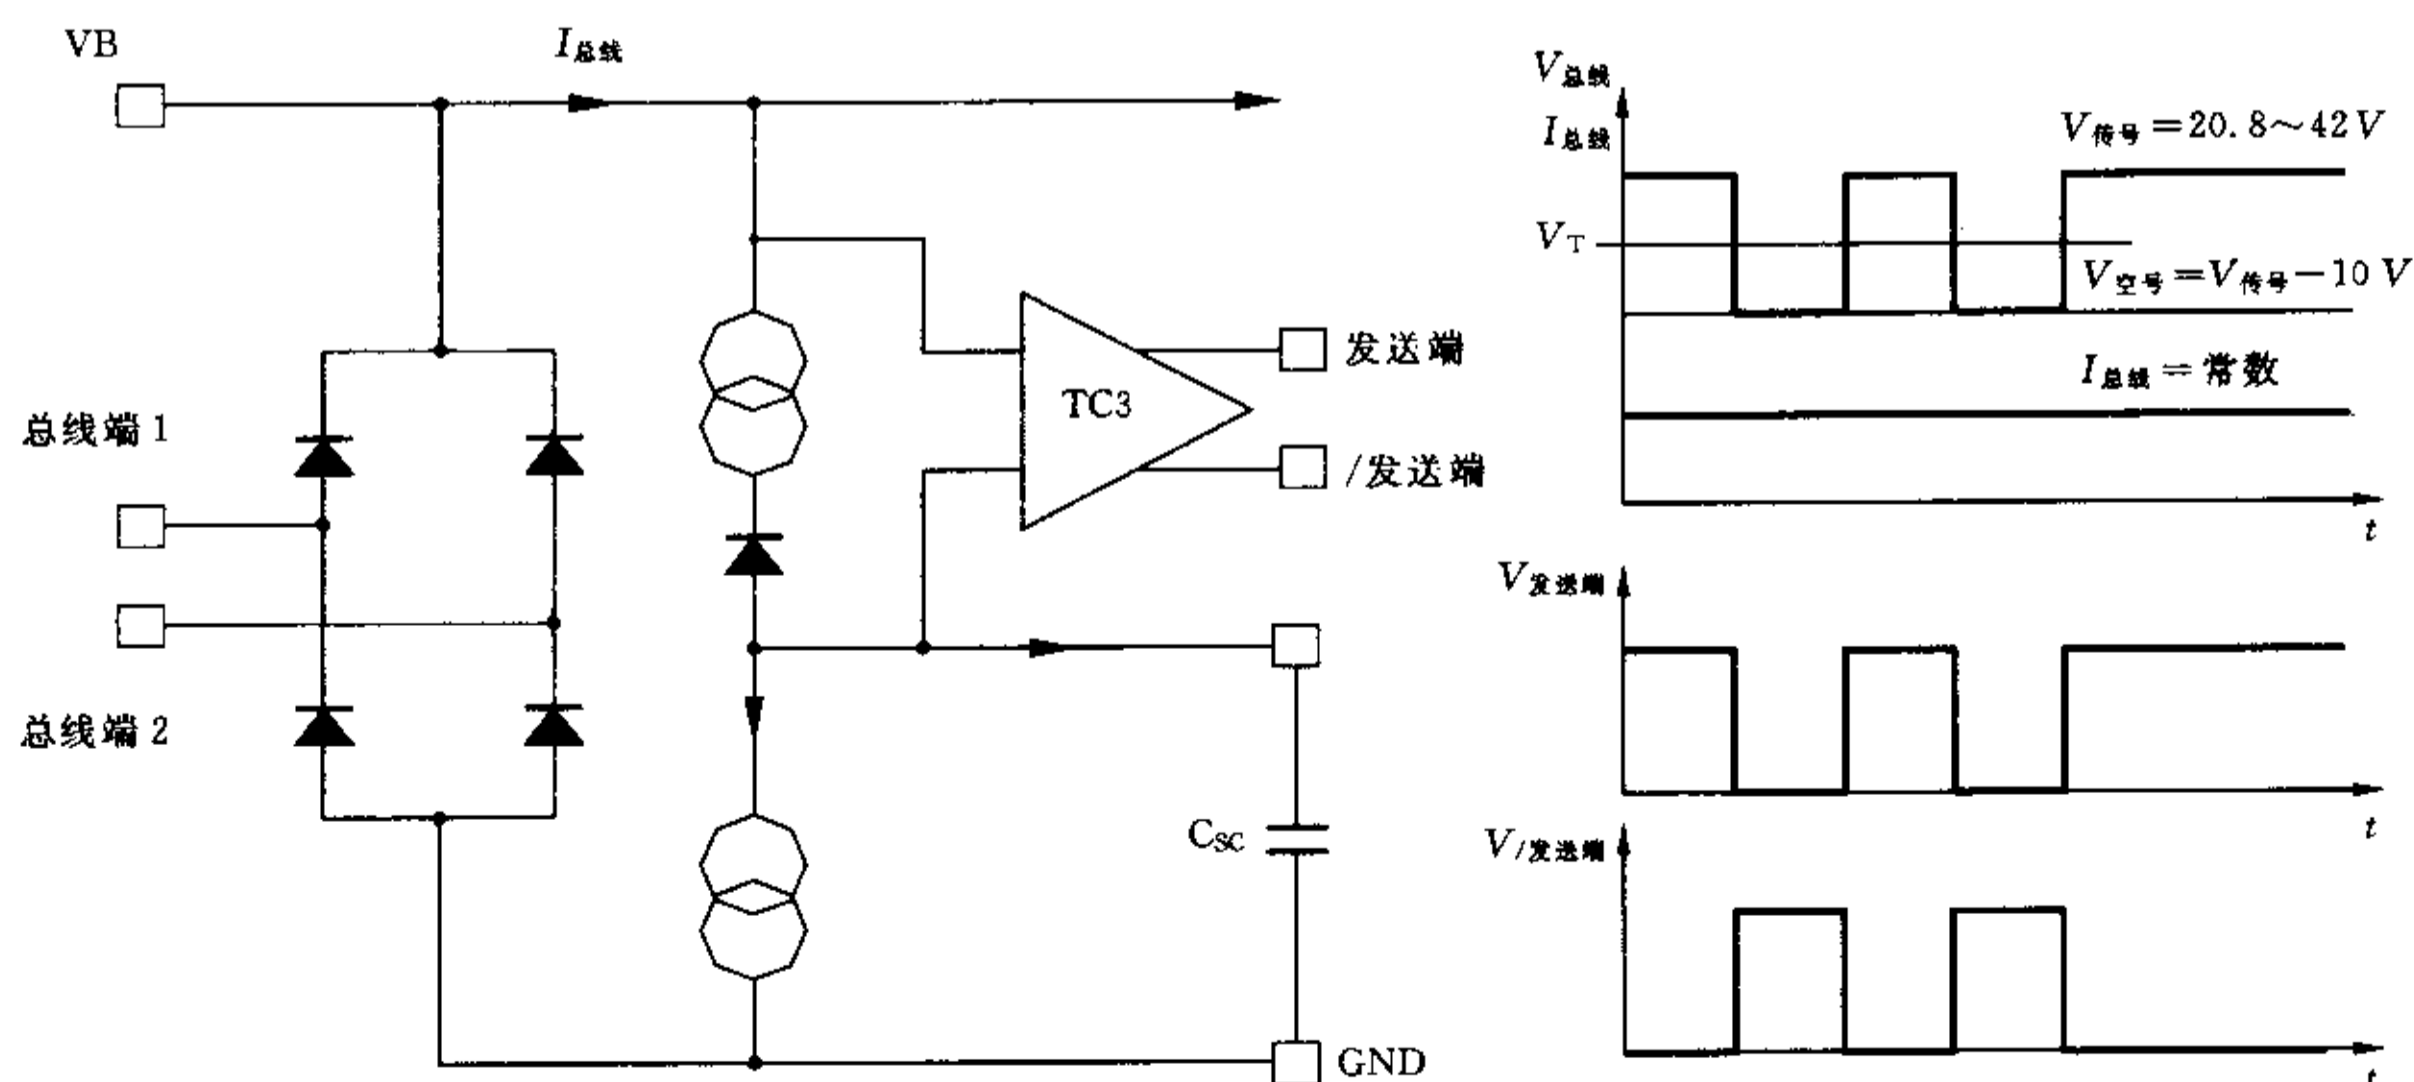 VB
I总线
总线端 1
总线端 2
TC3
发送端
/发送端
CSC
GND
V总线
I总线
V传号=20.8~42V
VT
V空号=V传号-10 V
I总线=常数
t
V发送端
t
V/发送端
t